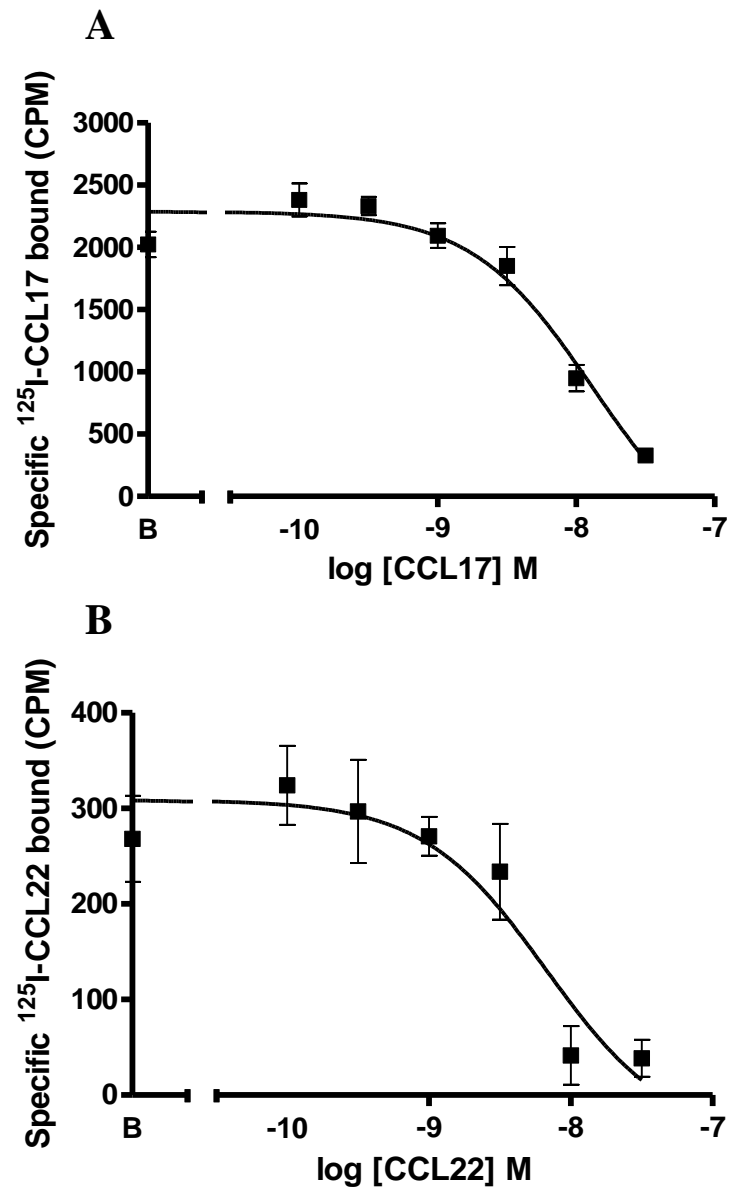 A
Specific ¹²⁵I-CCL17 bound (CPM)
3000
2500
2000
1500
1000
500
0
B
-10
-9
-8
-7
log [CCL17] M
B
Specific ¹²⁵I-CCL22 bound (CPM)
400
300
200
100
0
B
-10
-9
-8
-7
log [CCL22] M